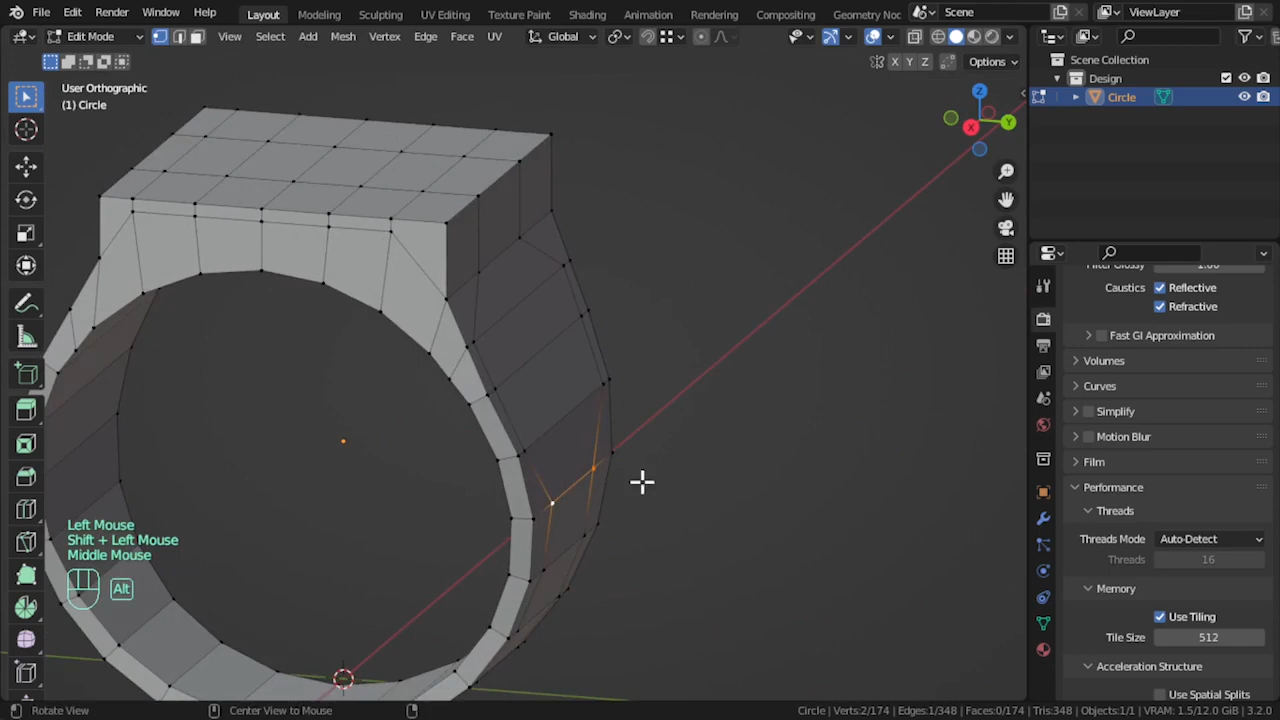 File Edit Render Window Help Layout Modeling Sculpting UV Editing Texture Paint Shading Animation Rendering Compositing Geometry Noc Scene ViewLayer
Edit Mode View Select Add Mesh Vertex Edge Face UV Global
X Y Z Options
User Orthographic
(1) Circle
Z
Y
X
Scene Collection
Design
Circle
1.00
Caustics Reflective
Refractive
Fast GI Approximation
Volumes
Curves
Simplify
Motion Blur
Film
Performance
Threads
Threads Mode Auto-Detect
Threads 16
Memory
Use Tiling
Tile Size 512
Acceleration Structure
Use Spatial Splits
Left Mouse
Shift + Left Mouse
Middle Mouse
Alt
Rotate View Center View to Mouse Circle | Verts:2/174 | Edges:1/348 | Faces:0/174 | Tris:348 | Objects:1/1 | VRAM: 1.5/12.0 GiB | 3.2.0